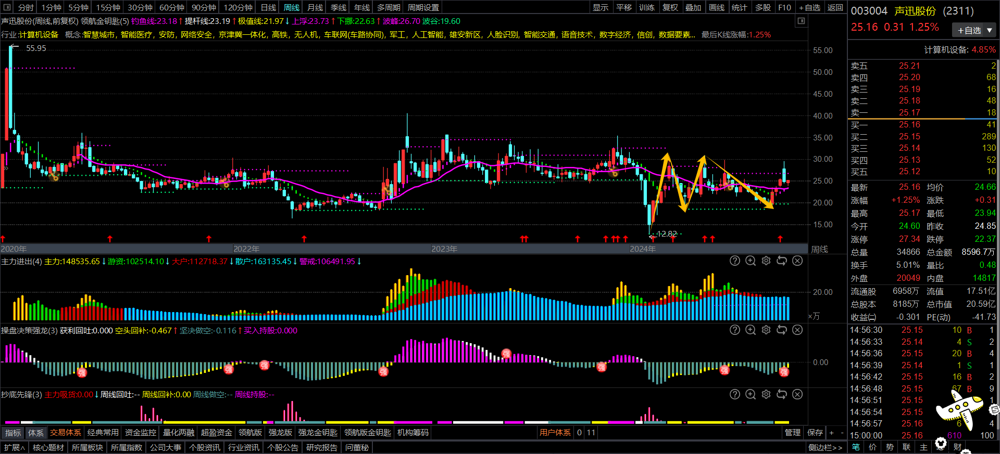 分时 1分钟 5分钟 15分钟 30分钟 60分钟 90分钟 120分钟 日线 周线 月线 季线 年线 多周期 周期设置 显示 平移 训练 复权 叠加 画线 统计 多股 F10 +自选 返回
声迅股份(周线,前复权) 领航金钥匙(5) 钓鱼线:23.18↑ 提杆线:23.19↑ 极值线:21.97↓ 上浮:23.73↑ 下挪:22.63↑ 波峰:26.70 波谷:19.60
行业:计算机设备 概念:智慧城市，智能医疗，安防，网络安全，京津冀一体化，高铁，无人机，车联网(车路协同)，军工，人工智能，雄安新区，人脸识别，智能交通，语音技术，数字经济，信创，数据要素... 最后K线涨幅:1.25%
55.95
55.00
50.00
45.00
40.00
35.00
30.00
25.00
20.00
15.00
12.82
2020年 2022年 2023年 2024年 周线
主力进出(4) 主力:148535.65↓ 游资:102514.10↓ 大户:112718.37↓ 散户:163135.45↓ 警戒:106491.95↓
20.00
×万
操盘决策强龙(3) 获利回吐:0.000 空头回补:-0.467↑ 坚决做空:-0.116↑ 买入持股:0.000
0.00
强 强 强 强 强 强 强 强
抄底先锋(3) 主力吸货:0.00↓ 周线回吐:-- 周线回补:0.00 周线做空:-- 周线持股:--
指标 体系 交易体系 经典常用 资金监控 量化两融 超盈资金 领航版 强龙版 强龙金钥匙 领航版金钥匙 机构筹码 用户体系 0 11 管理 保存 + -
扩展∧ 核心题材 所属板块 所属指数 公司大事 个股资讯 行业资讯 个股公告 研究报告 问董秘 侧边栏>>
003004 声迅股份 (2311)
25.16 0.31 1.25% +自选 ▼
计算机设备: 4.85%
卖五 25.21 2
卖四 25.20 68
卖三 25.19 16
卖二 25.18 48
卖一 25.17 18
买一 25.16 41
买二 25.15 289
买三 25.14 130
买四 25.13 52
买五 25.12 10
最新 25.16 均价 24.66
涨幅 +1.25% 涨跌 +0.31
最高 25.17 最低 23.94
今开 24.60 昨收 24.85
涨停 27.34 跌停 22.37
总量 34866 总金额 8596.7万
换手 5.01% 量比 0.48
外盘 20049 内盘 14817
流通股 6958万 流值 17.51亿
总股本 8185万 总市值 20.59亿
收益㈡ -0.301 PE(动) -41.73
14:56:30 25.15 10 B 1
14:56:33 25.14 4 S 2
14:56:36 25.15 20 B 4
14:56:39 25.14 1 S 1
14:56:42 25.15 16 B 2
14:56:48 25.15 67 B 9
14:56:51 25.15 1
14:56:54 25.15
14:56:57 25.16 6 4
15:00:00 25.16 610 100
笔 价 势 联 主 财